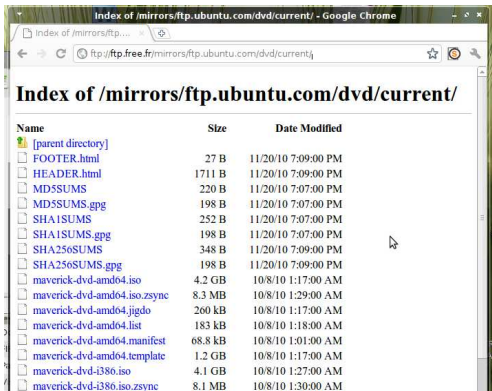 Index of /mirrors/ftp.ubuntu.com/dvd/current/ - Google Chrome
Index of /mirrors/ftp....
ftp://ftp.free.fr/mirrors/ftp.ubuntu.com/dvd/current/
Index of /mirrors/ftp.ubuntu.com/dvd/current/
Name Size Date Modified
[parent directory]
FOOTER.html 27 B 11/20/10 7:09:00 PM
HEADER.html 1711 B 11/20/10 7:09:00 PM
MD5SUMS 220 B 11/20/10 7:07:00 PM
MD5SUMS.gpg 198 B 11/20/10 7:07:00 PM
SHA1SUMS 252 B 11/20/10 7:07:00 PM
SHA1SUMS.gpg 198 B 11/20/10 7:07:00 PM
SHA256SUMS 348 B 11/20/10 7:09:00 PM
SHA256SUMS.gpg 198 B 11/20/10 7:09:00 PM
maverick-dvd-amd64.iso 4.2 GB 10/8/10 1:17:00 AM
maverick-dvd-amd64.iso.zsync 8.3 MB 10/8/10 1:29:00 AM
maverick-dvd-amd64.jigdo 260 kB 10/8/10 1:17:00 AM
maverick-dvd-amd64.list 183 kB 10/8/10 1:18:00 AM
maverick-dvd-amd64.manifest 68.8 kB 10/8/10 1:01:00 AM
maverick-dvd-amd64.template 1.2 GB 10/8/10 1:17:00 AM
maverick-dvd-i386.iso 4.1 GB 10/8/10 1:27:00 AM
maverick-dvd-i386.iso.zsync 8.1 MB 10/8/10 1:30:00 AM